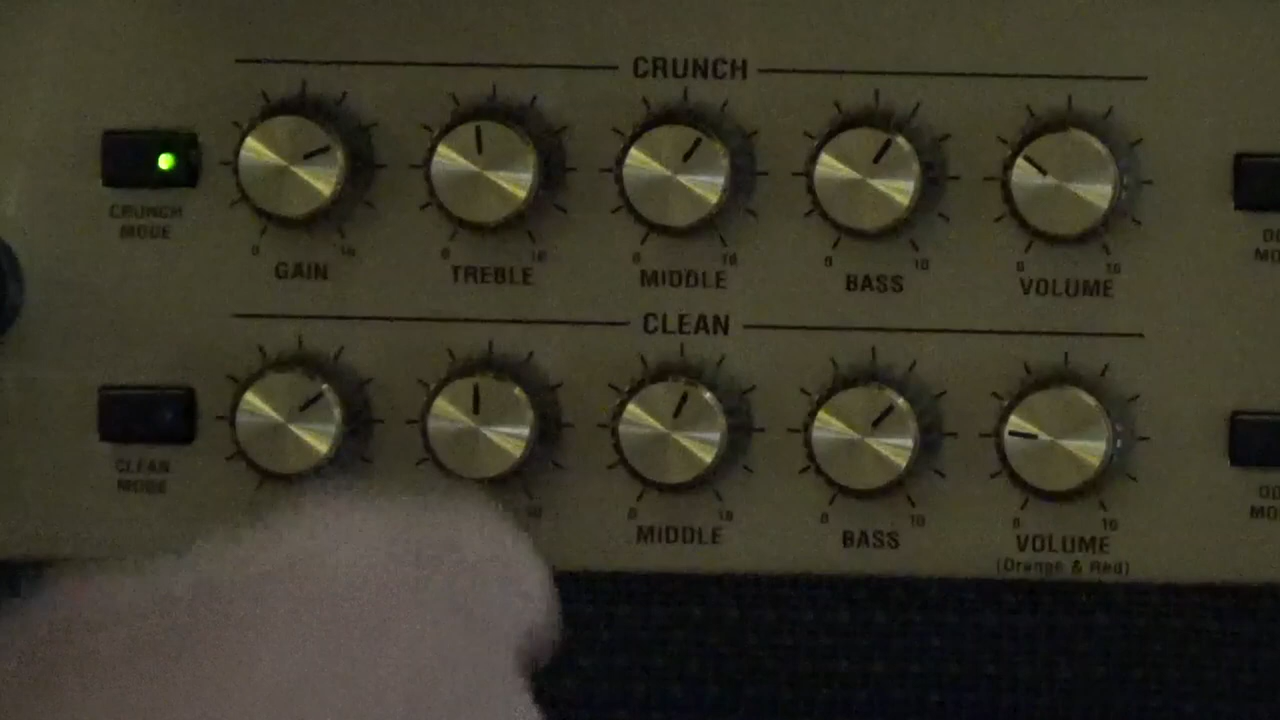 CRUNCH
CRUNCH
MODE
0 10 0 10 0 10 0 10 0 10
GAIN TREBLE MIDDLE BASS VOLUME
CLEAN
CLEAN
MODE
10 0 10 0 10 0 10
MIDDLE BASS VOLUME
(Orange & Red)